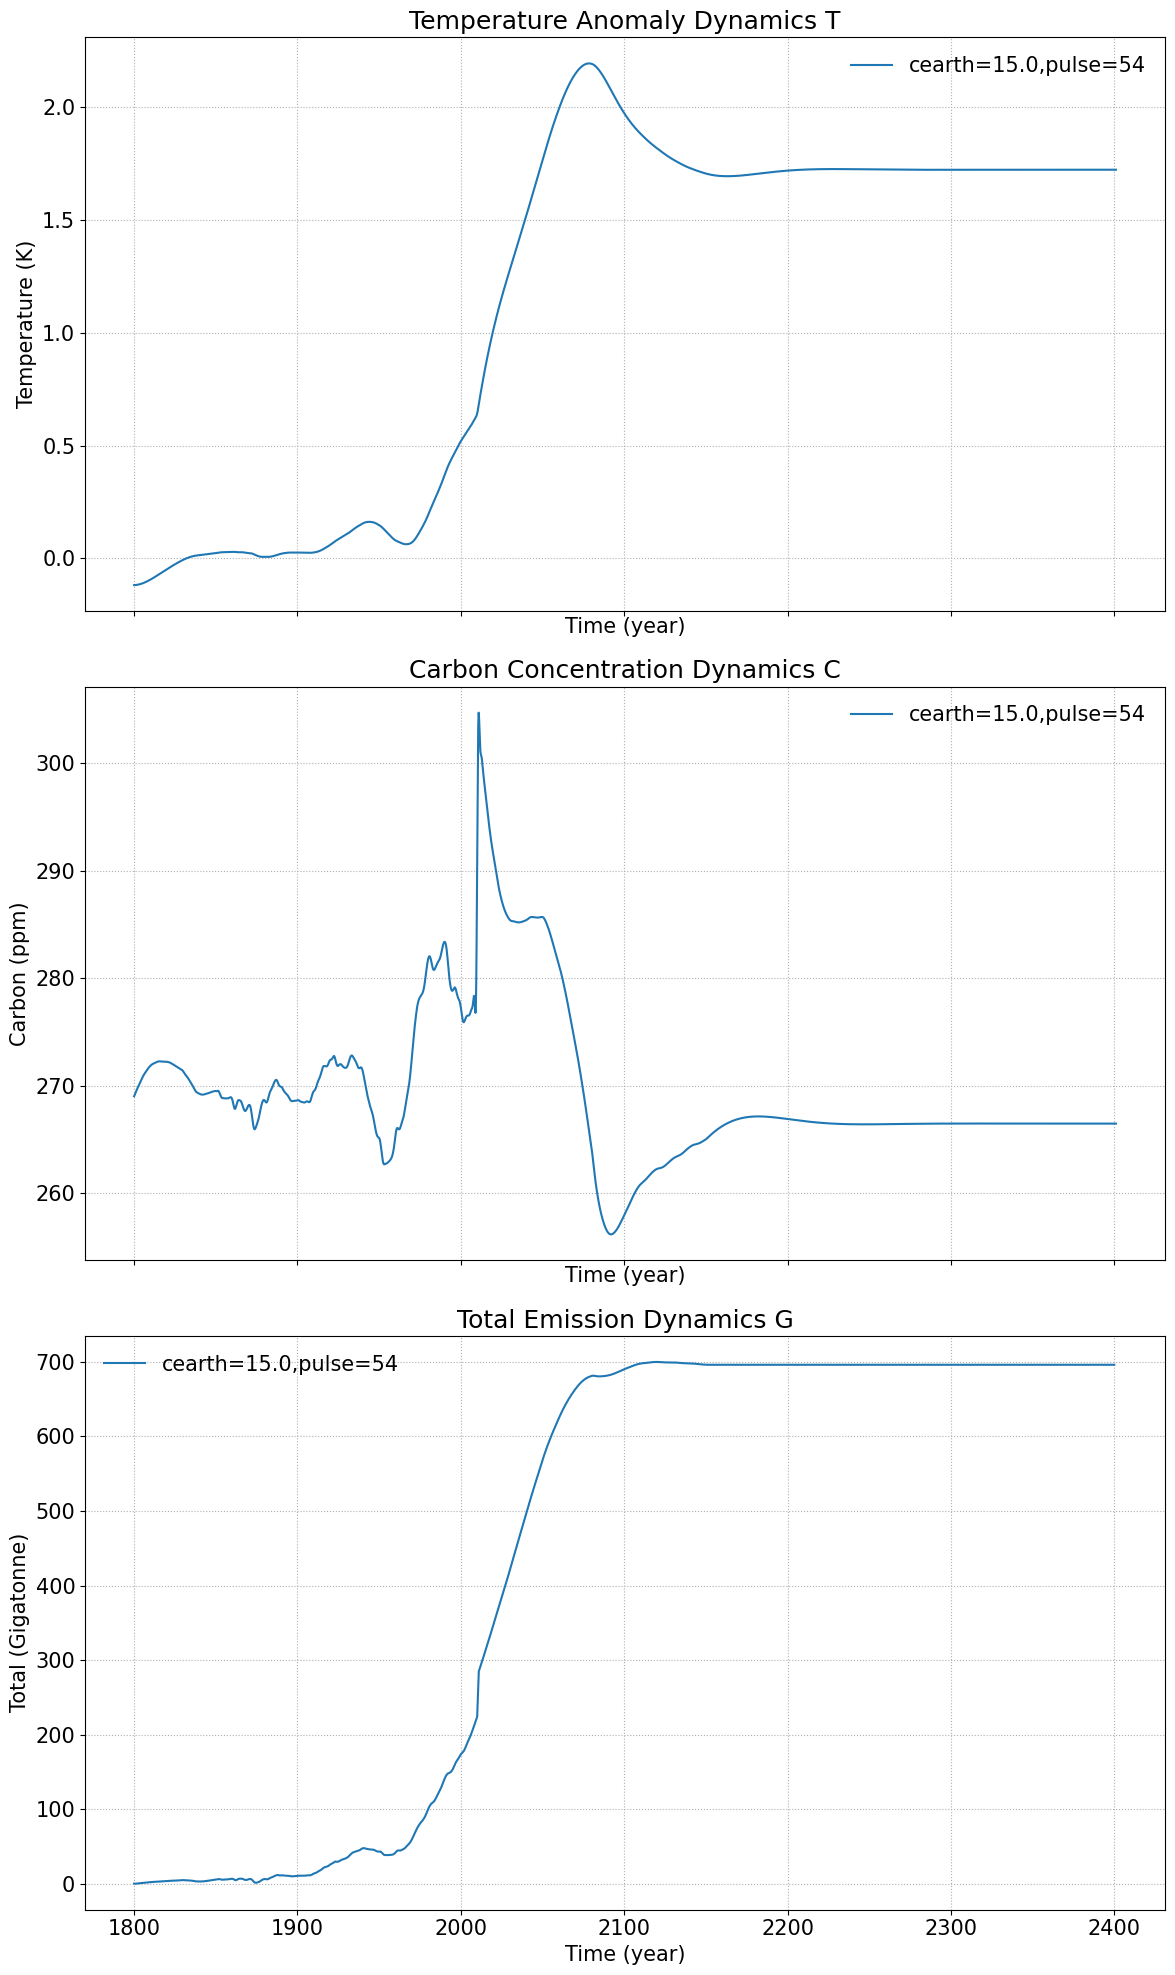 Temperature Anomaly Dynamics T
cearth=15.0,pulse=54
2.0
1.5
1.0
0.5
0.0
Temperature (K)
Time (year)
Carbon Concentration Dynamics C
cearth=15.0,pulse=54
300
290
280
270
260
Carbon (ppm)
Time (year)
Total Emission Dynamics G
cearth=15.0,pulse=54
700
600
500
400
300
200
100
0
Total (Gigatonne)
1800 1900 2000 2100 2200 2300 2400
Time (year)